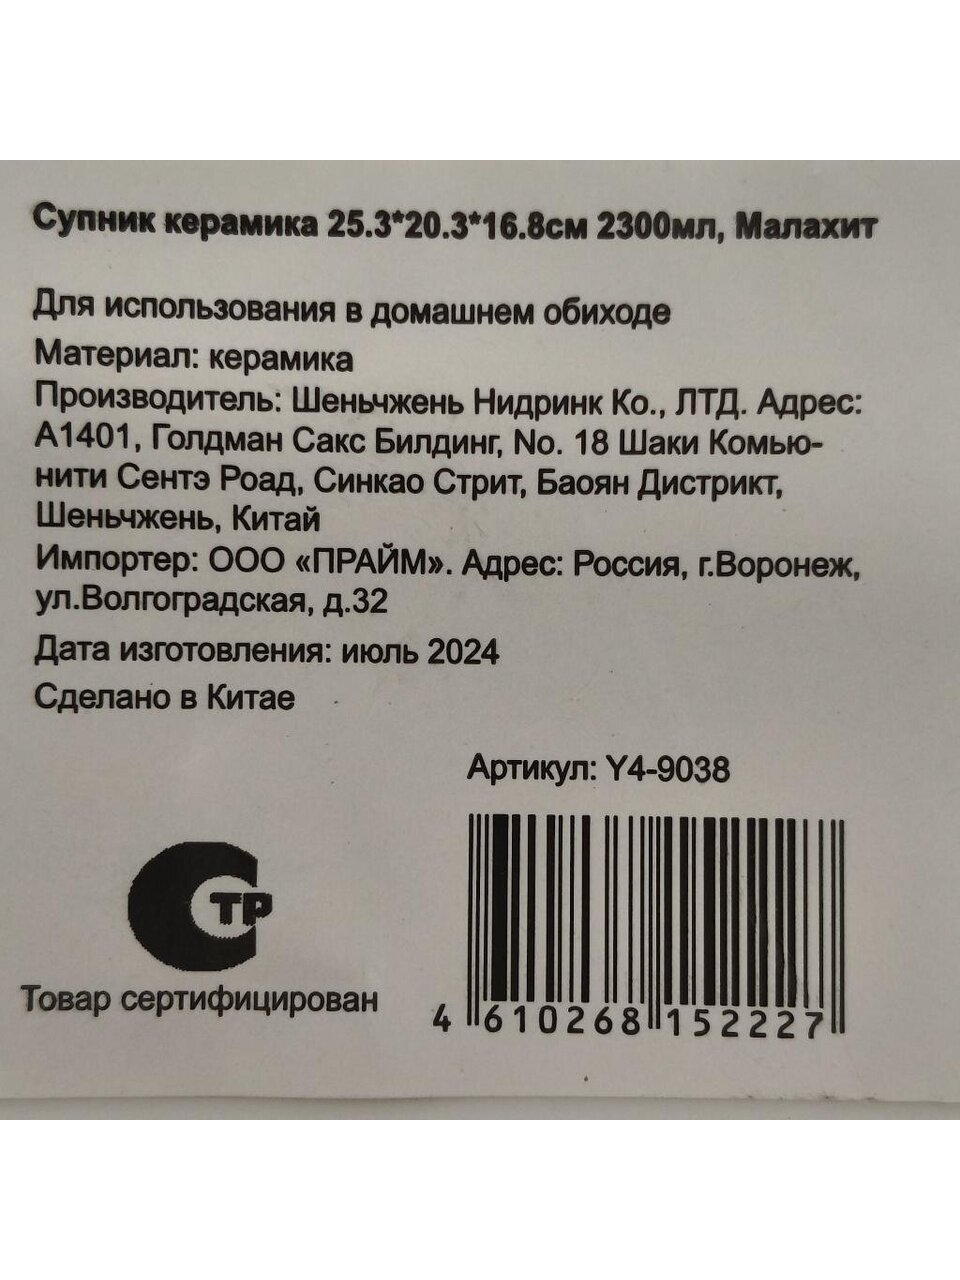 Супник керамика 25.3*20.3*16.8см 2300мл, Малахит
Для использования в домашнем обиходе
Материал: керамика
Производитель: Шеньчжень Нидринк Ко., ЛТД. Адрес:
А1401, Голдман Сакс Билдинг, No. 18 Шаки Комью-
нити Сентэ Роад, Синкао Стрит, Баоян Дистрикт,
Шеньчжень, Китай
Импортер: ООО «ПРАЙМ». Адрес: Россия, г.Воронеж,
ул.Волгоградская, д.32
Дата изготовления: июль 2024
Сделано в Китае
Артикул: Y4-9038
ТР
Товар сертифицирован
4 610268 152227